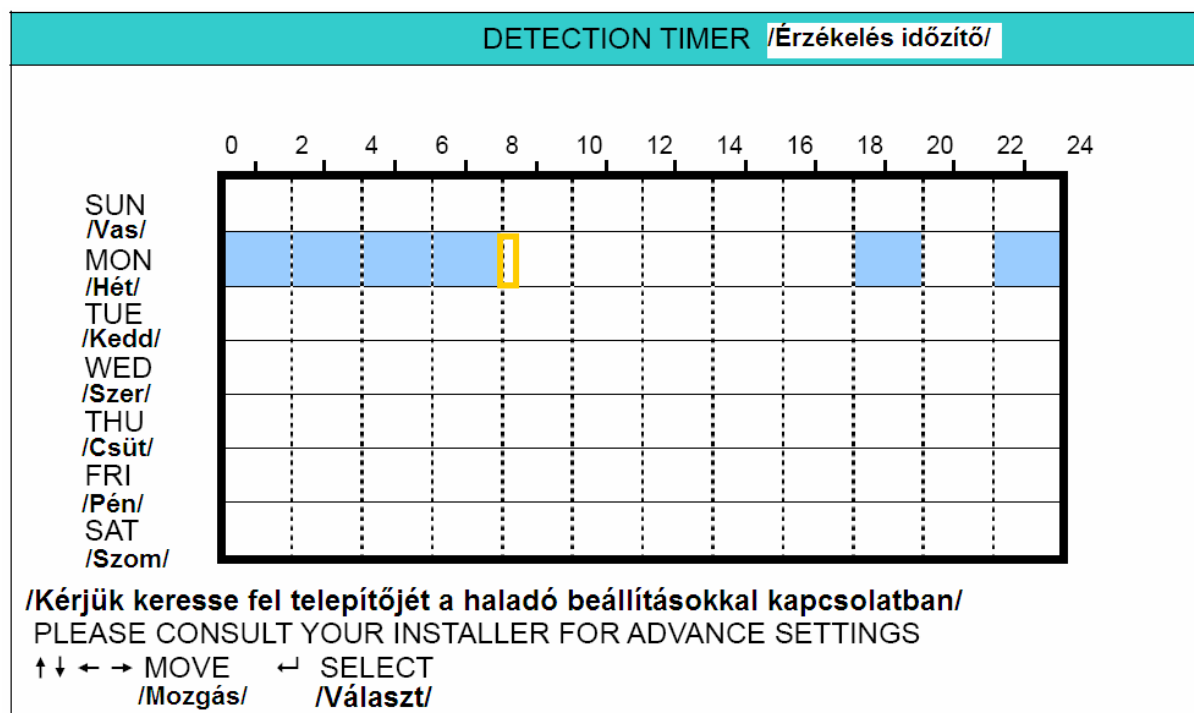 DETECTION TIMER /Érzékelés időzítő/
0 2 4 6 8 10 12 14 16 18 20 22 24
SUN
/Vas/
MON
/Hét/
TUE
/Kedd/
WED
/Szer/
THU
/Csüt/
FRI
/Pén/
SAT
/Szom/
/Kérjük keresse fel telepítőjét a haladó beállításokkal kapcsolatban/
PLEASE CONSULT YOUR INSTALLER FOR ADVANCE SETTINGS
↑ ↓ ← → MOVE ↵ SELECT
/Mozgás/ /Választ/